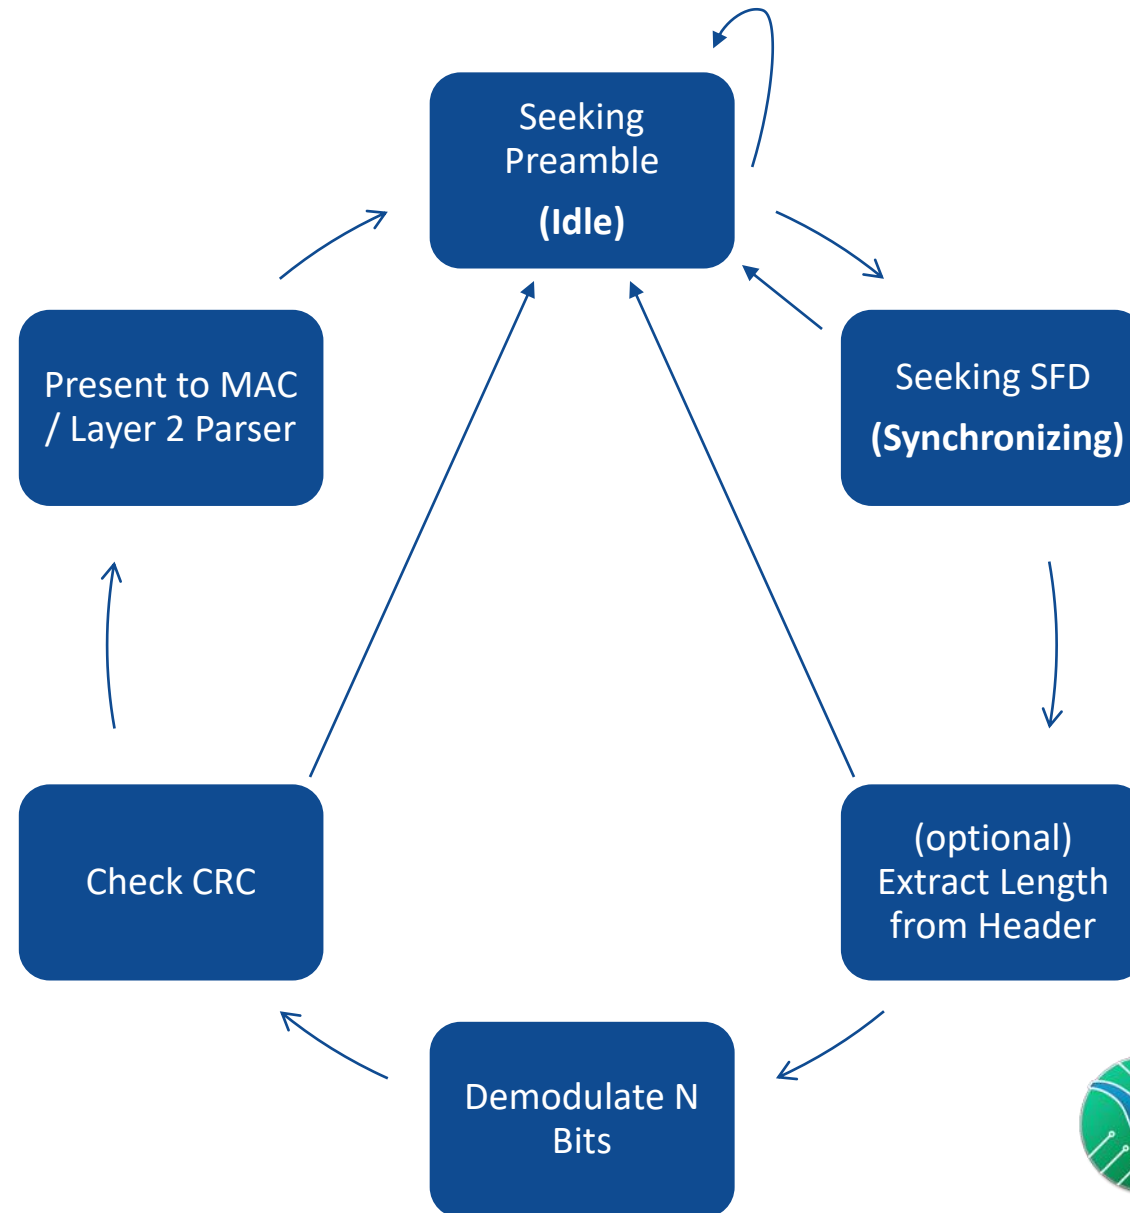 Seeking
Preamble
(Idle)
Seeking SFD
(Synchronizing)
(optional)
Extract Length
from Header
Demodulate N
Bits
Check CRC
Present to MAC
/ Layer 2 Parser